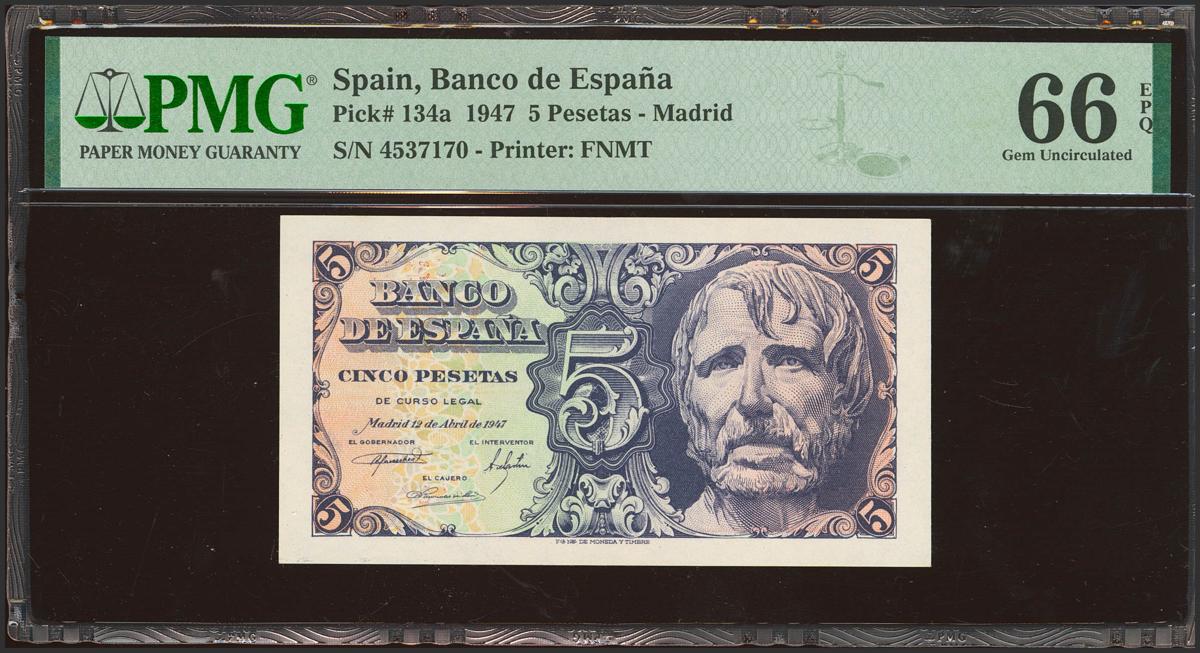 PMG®
PAPER MONEY GUARANTY
Spain, Banco de España
Pick# 134a 1947 5 Pesetas - Madrid
S/N 4537170 - Printer: FNMT
66
EPQ
Gem Uncirculated
5
5
BANCO
DE ESPAÑA
5
CINCO PESETAS
DE CURSO LEGAL
Madrid 12 de Abril de 1947
EL GOBERNADOR EL INTERVENTOR
EL CAJERO
5
5
DE MONEDA Y TIMBRE
PMG
PMG